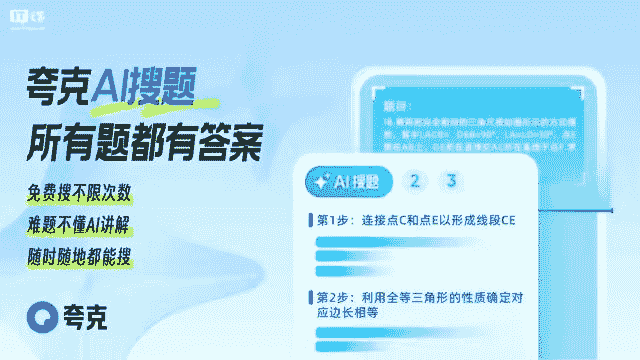 IT之家
夸克AI搜题
所有题都有答案
免费搜不限次数
难题不懂AI讲解
随时随地都能搜
夸克
题目：
AI搜题 2 3
第1步：连接点C和点E以形成线段CE
第2步：利用全等三角形的性质确定对
应边长相等